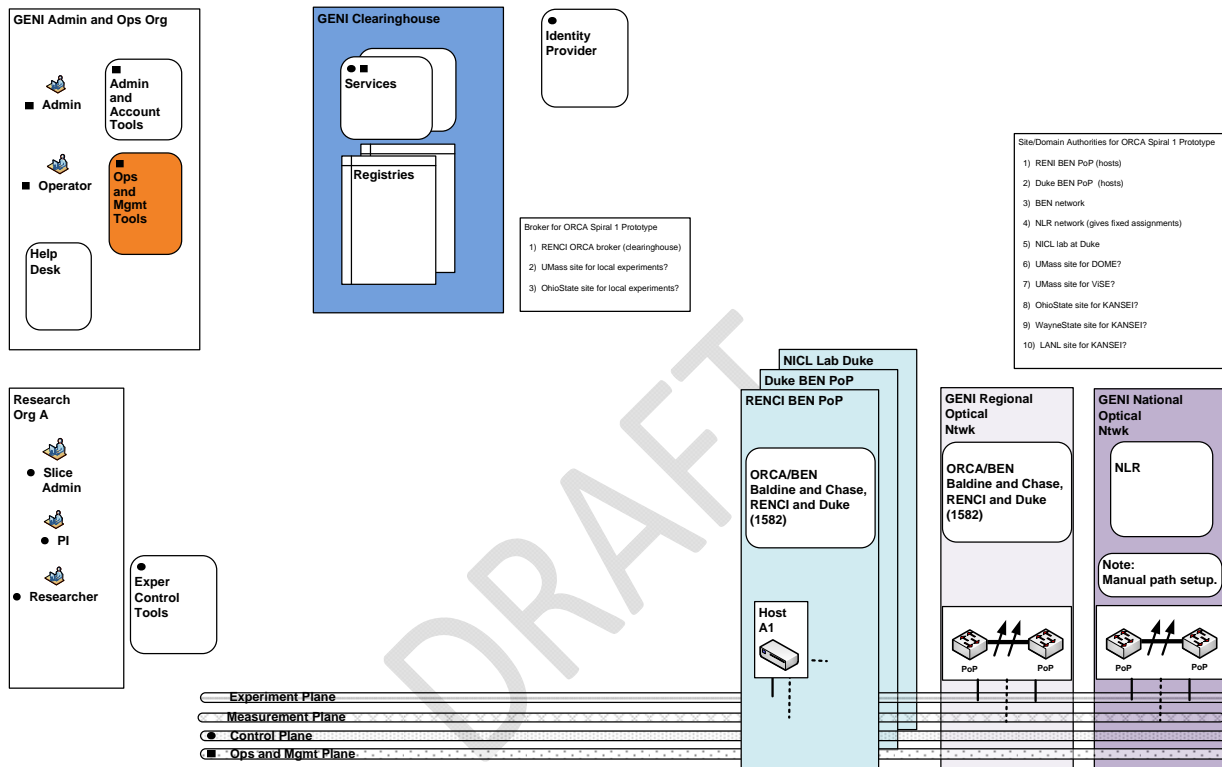 GENI Admin and Ops Org
Admin
Admin
and
Account
Tools
Operator
Ops
and
Mgmt
Tools
Help
Desk
GENI Clearinghouse
Services
Registries
Identity
Provider
Broker for ORCA Spiral 1 Prototype
1) RENCI ORCA broker (clearinghouse)
2) UMass site for local experiments?
3) OhioState site for local experiments?
Site/Domain Authorities for ORCA Spiral 1 Prototype
1) RENI BEN PoP (hosts)
2) Duke BEN PoP (hosts)
3) BEN network
4) NLR network (gives fixed assignments)
5) NICL lab at Duke
6) UMass site for DOME?
7) UMass site for ViSE?
8) OhioState site for KANSEI?
9) WayneState site for KANSEI?
10) LANL site for KANSEI?
Research
Org A
Slice
Admin
PI
Researcher
Exper
Control
Tools
DRAFT
NICL Lab Duke
Duke BEN PoP
RENCI BEN PoP
ORCA/BEN
Baldine and Chase,
RENCI and Duke
(1582)
Host
A1
GENI Regional
Optical
Ntwk
ORCA/BEN
Baldine and Chase,
RENCI and Duke
(1582)
PoP
PoP
GENI National
Optical
Ntwk
NLR
Note:
Manual path setup.
PoP
PoP
Experiment Plane
Measurement Plane
Control Plane
Ops and Mgmt Plane